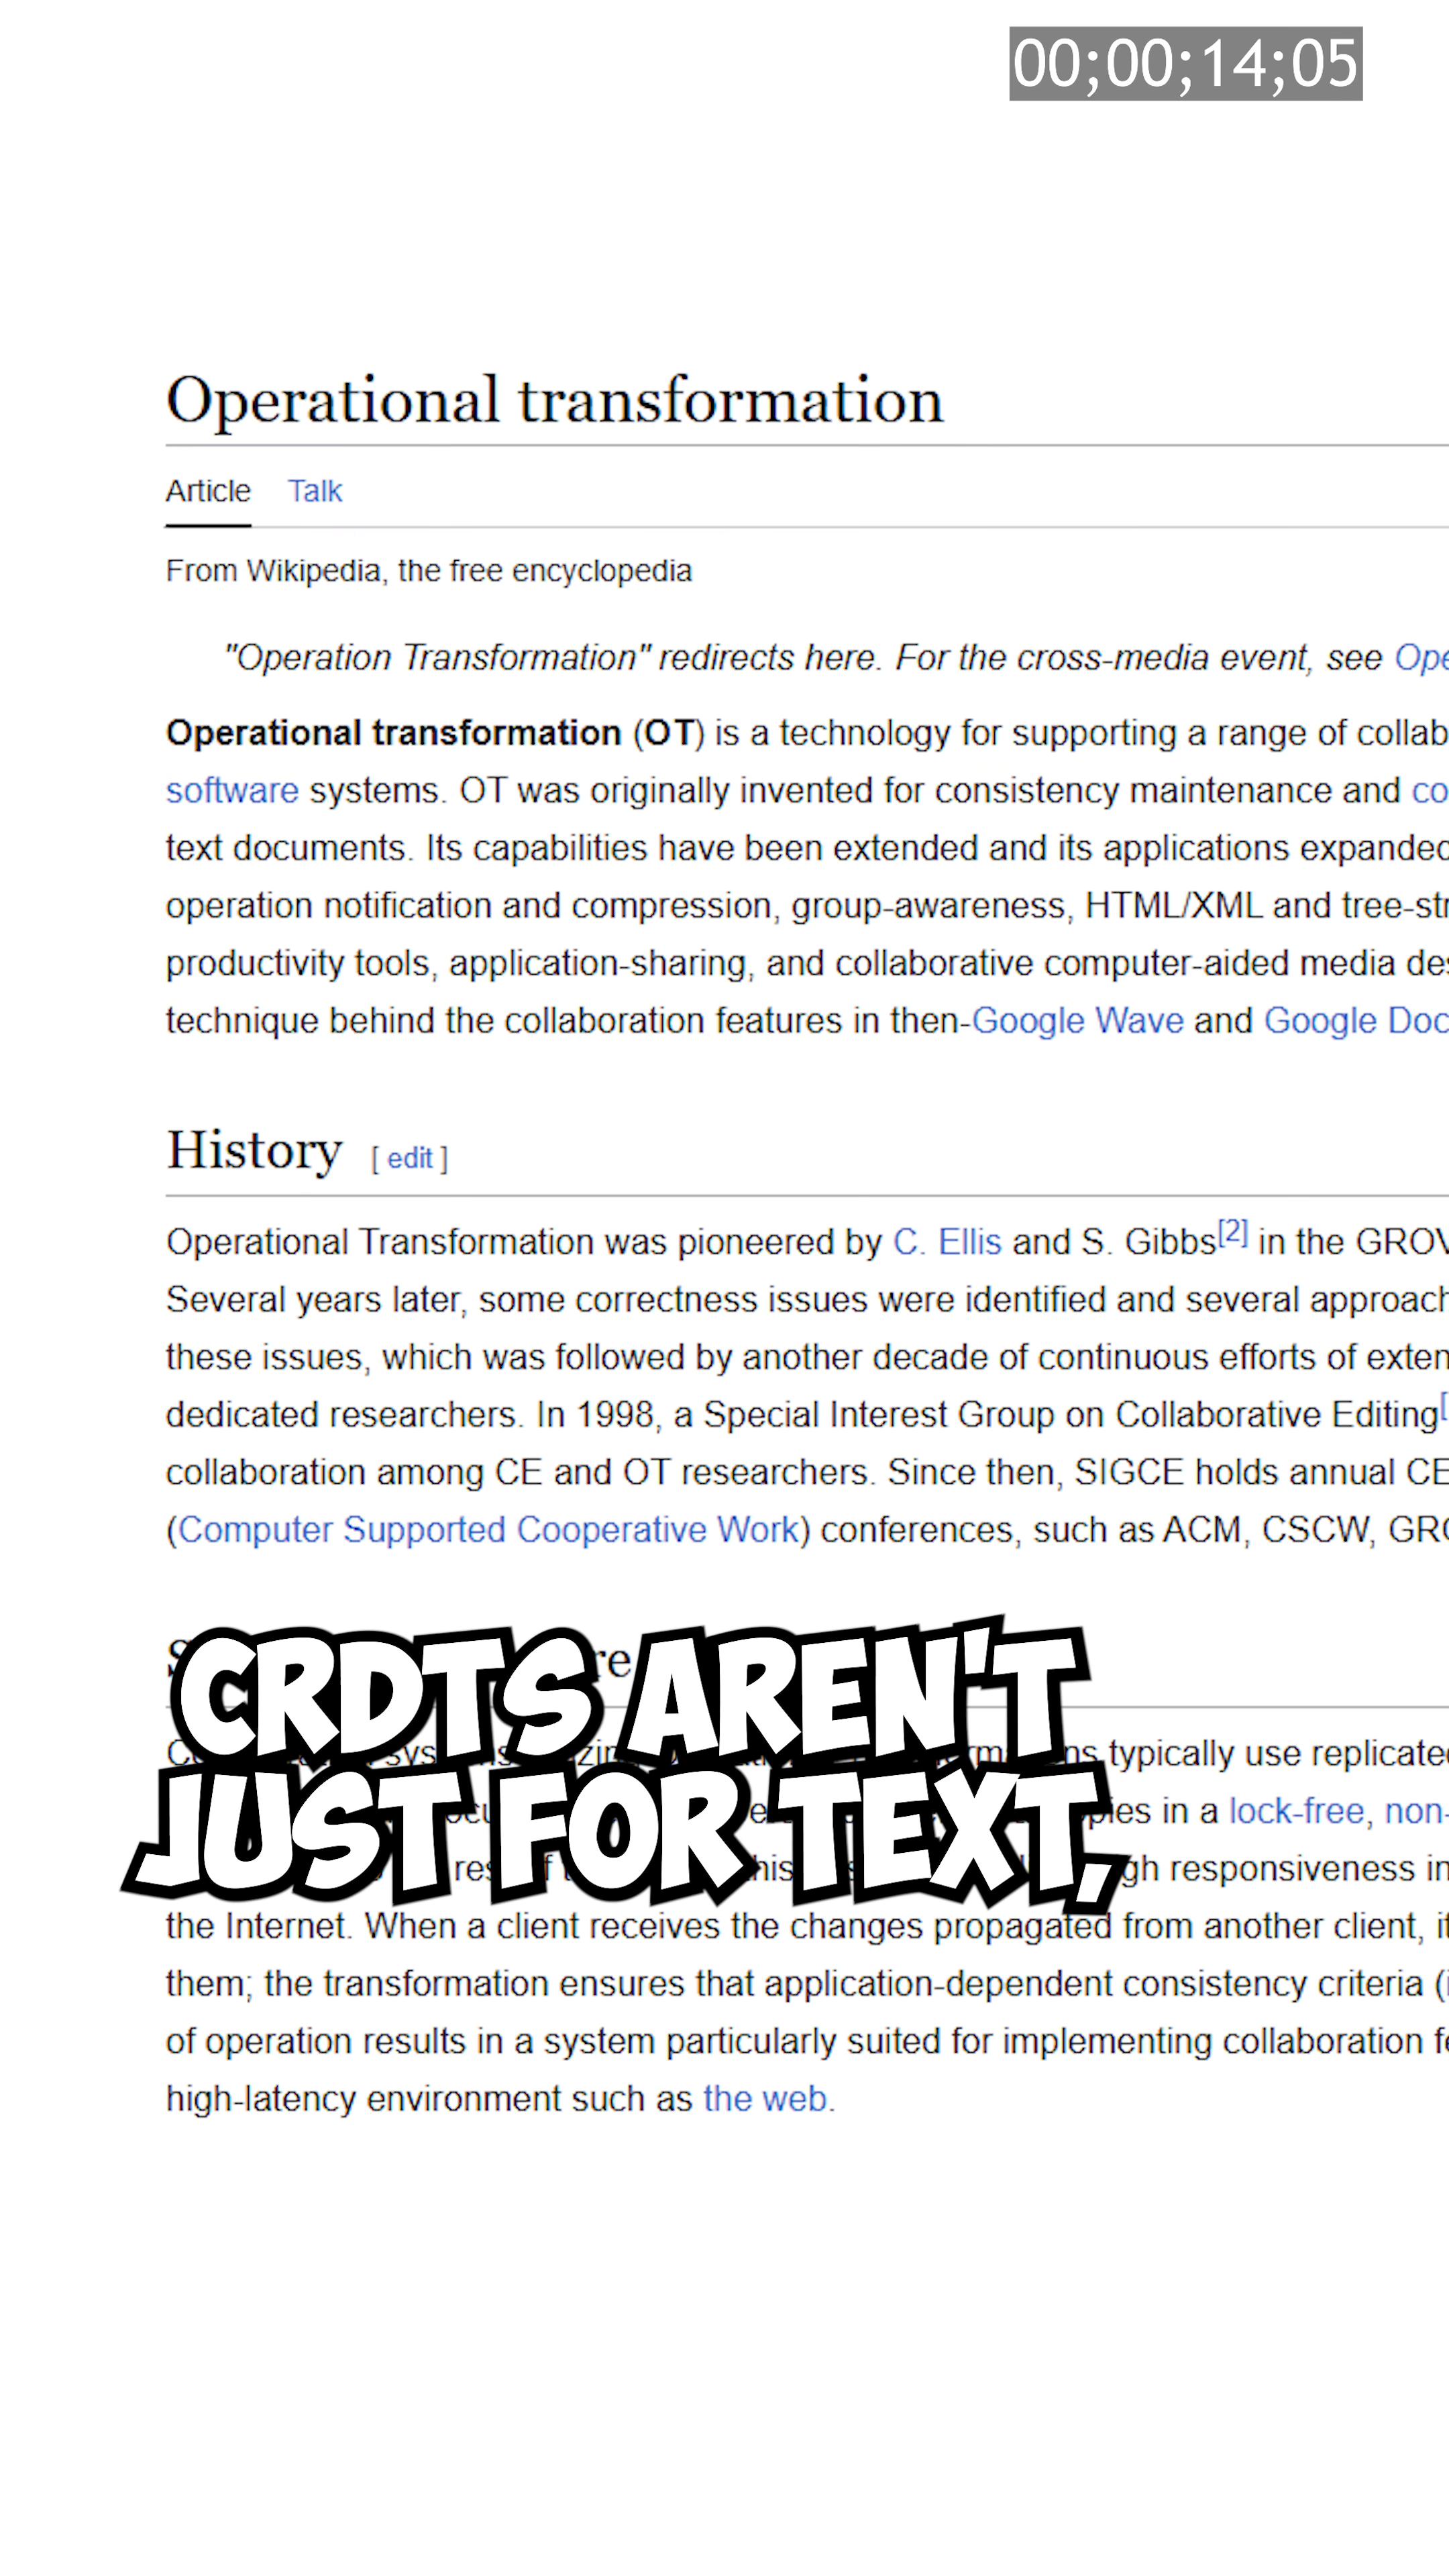 00;00;14;05
Operational transformation
Article Talk
From Wikipedia, the free encyclopedia
"Operation Transformation" redirects here. For the cross-media event, see Ope
Operational transformation (OT) is a technology for supporting a range of collab
software systems. OT was originally invented for consistency maintenance and co
text documents. Its capabilities have been extended and its applications expanded
operation notification and compression, group-awareness, HTML/XML and tree-str
productivity tools, application-sharing, and collaborative computer-aided media des
technique behind the collaboration features in then-Google Wave and Google Doc
History [ edit ]
Operational Transformation was pioneered by C. Ellis and S. Gibbs[2] in the GROV
Several years later, some correctness issues were identified and several approach
these issues, which was followed by another decade of continuous efforts of exten
dedicated researchers. In 1998, a Special Interest Group on Collaborative Editing[
collaboration among CE and OT researchers. Since then, SIGCE holds annual CE
(Computer Supported Cooperative Work) conferences, such as ACM, CSCW, GRO
CRDTS AREN'T
JUST FOR TEXT,
typically use replicated
in a lock-free, non-
responsiveness in
the Internet. When a client receives the changes propagated from another client, it
them; the transformation ensures that application-dependent consistency criteria (i
of operation results in a system particularly suited for implementing collaboration fe
high-latency environment such as the web.